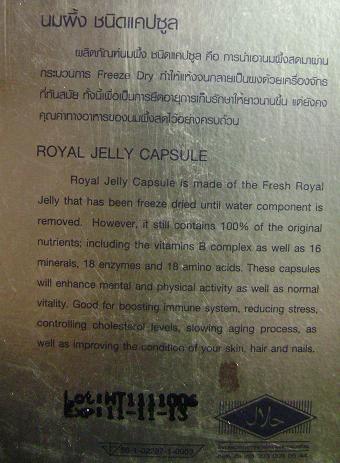 นมผึ้ง ชนิดแคปซูล
ผลิตภัณฑ์นมผึ้ง ชนิดแคปซูล คือ การนำเอานมผึ้งสดมาผ่าน
กระบวนการ Freeze Dry ทำให้แห้งจนกลายเป็นผงด้วยเครื่องจักร
ที่ทันสมัย ทั้งนี้เพื่อเป็นการยืดอายุการเก็บรักษาให้ยาวนานขึ้น แต่ยังคง
คุณค่าทางอาหารของนมผึ้งสดไว้อย่างครบถ้วน
ROYAL JELLY CAPSULE
Royal Jelly Capsule is made of the Fresh Royal
Jelly that has been freeze dried until water component is
removed. However, it still contains 100% of the original
nutrients; including the vitamins B complex as well as 16
minerals, 18 enzymes and 18 amino acids. These capsules
will enhance mental and physical activity as well as normal
vitality. Good for boosting immune system, reducing stress,
controlling cholesterol levels, slowing aging process, as
well as improving the condition of your skin, hair and nails.
Lot: HT1111006
Exp: 11-11-13
حلال